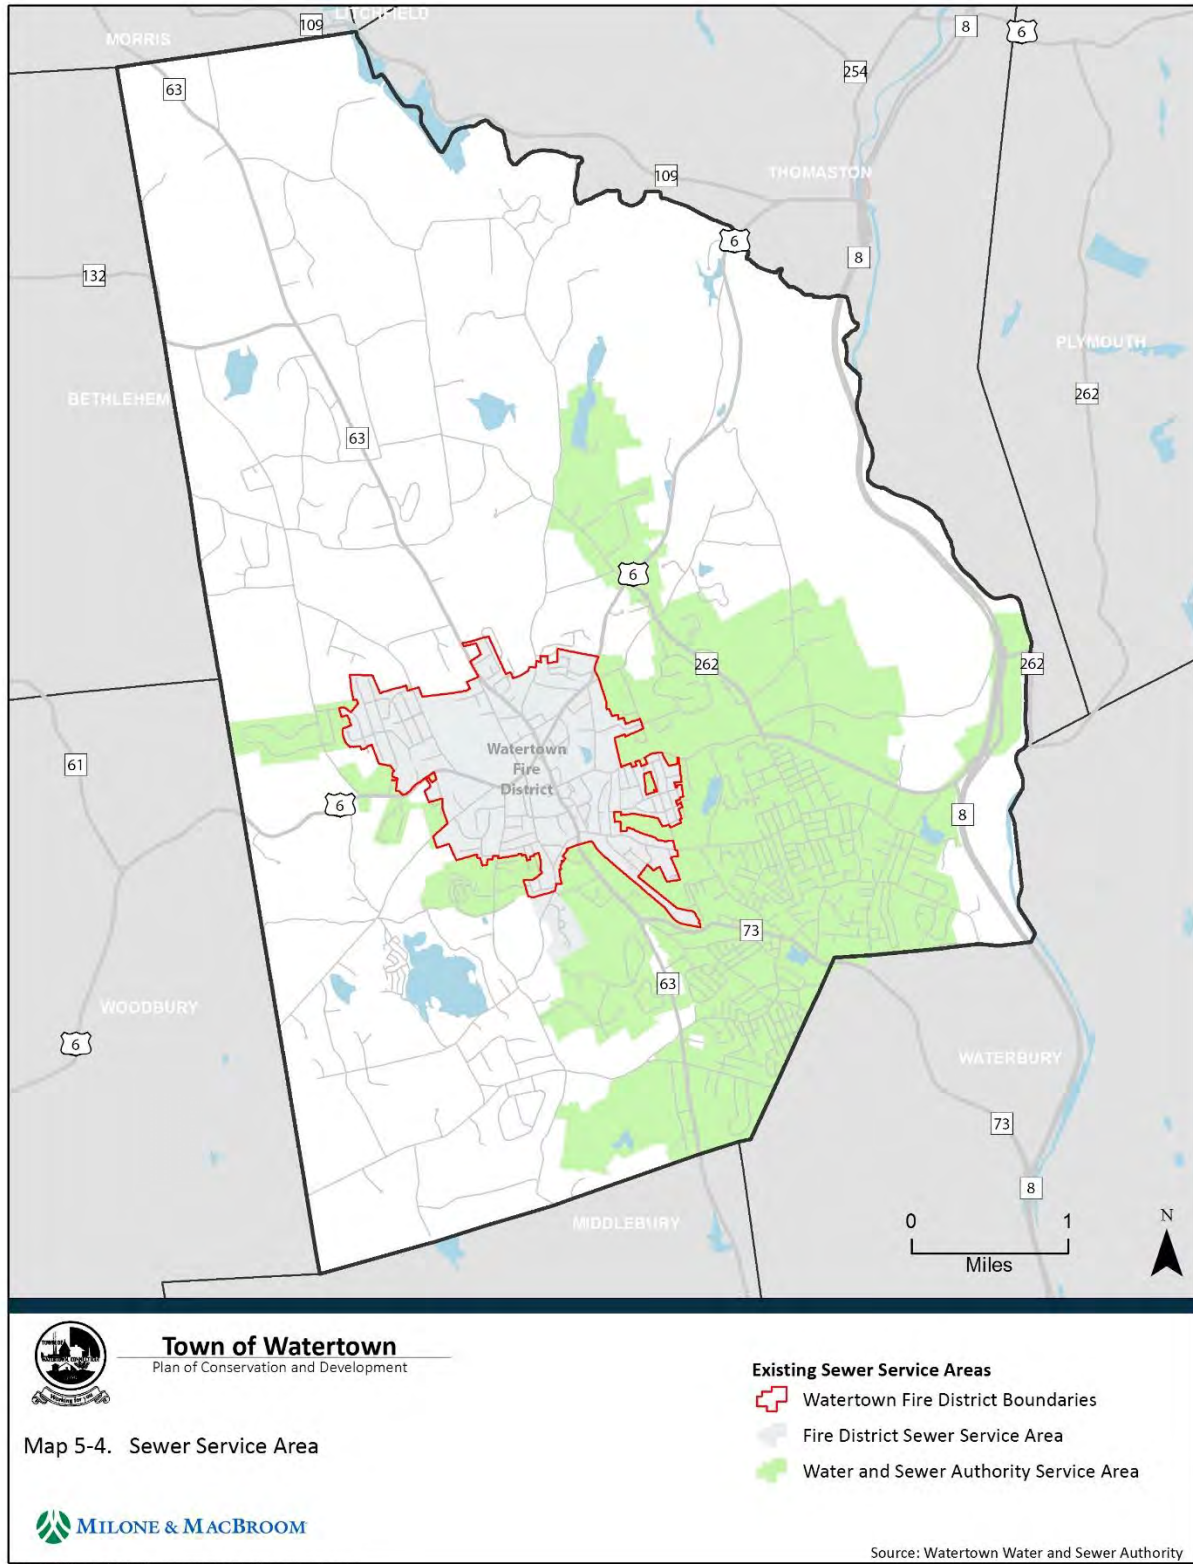 LITCHFIELD
109
MORRIS
8
6
254
63
109
THOMASTON
6
8
132
PLYMOUTH
BETHLEHEM
262
63
6
262
262
Watertown
Fire
District
61
6
8
73
63
WOODBURY
6
WATERBURY
73
8
MIDDLEBURY
0 1
Miles
N
Town of Watertown
Plan of Conservation and Development
Map 5-4. Sewer Service Area
MILONE & MACBROOM
Existing Sewer Service Areas
Watertown Fire District Boundaries
Fire District Sewer Service Area
Water and Sewer Authority Service Area
Source: Watertown Water and Sewer Authority